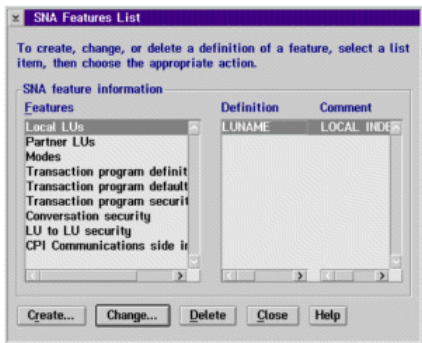 SNA Features List
To create, change, or delete a definition of a feature, select a list
item, then choose the appropriate action.
SNA feature information
Features Definition Comment
Local LUs LUNAME LOCAL INDE
Partner LUs
Modes
Transaction program definit
Transaction program default
Transaction program securit
Conversation security
LU to LU security
CPI Communications side in
Create... Change... Delete Close Help